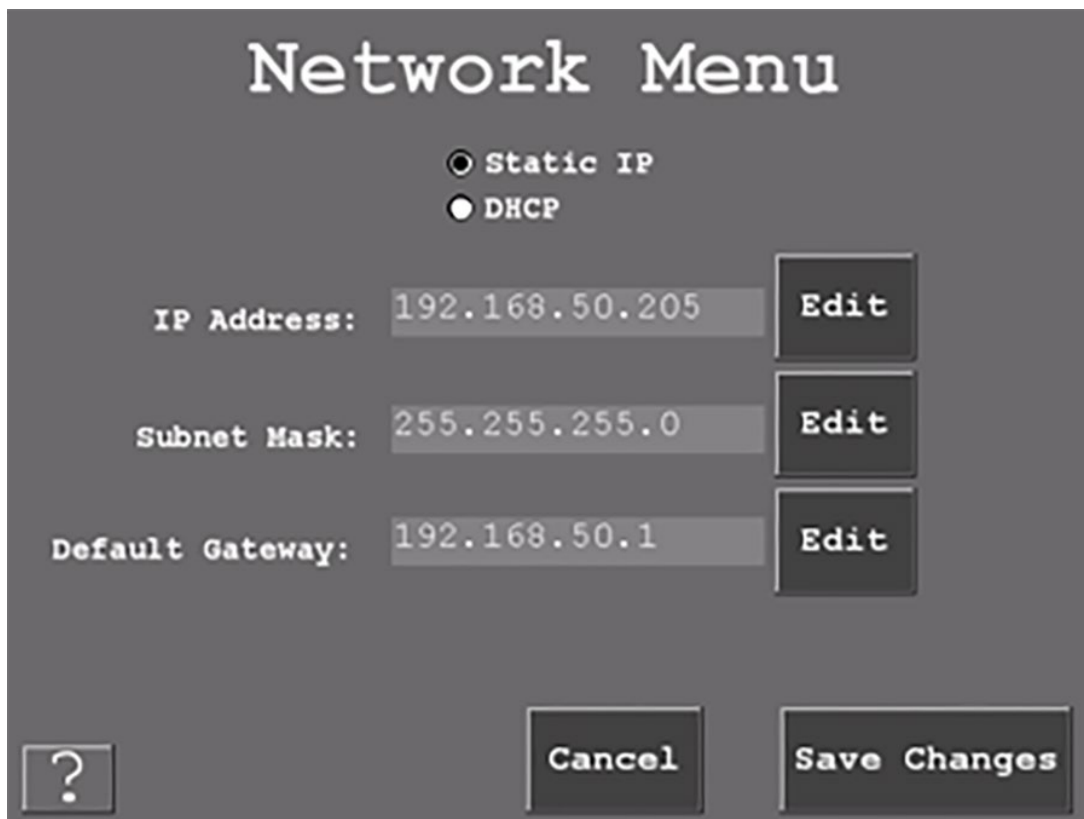 Network Menu
Static IP
DHCP
IP Address: 192.168.50.205 Edit
Subnet Mask: 255.255.255.0 Edit
Default Gateway: 192.168.50.1 Edit
? Cancel Save Changes